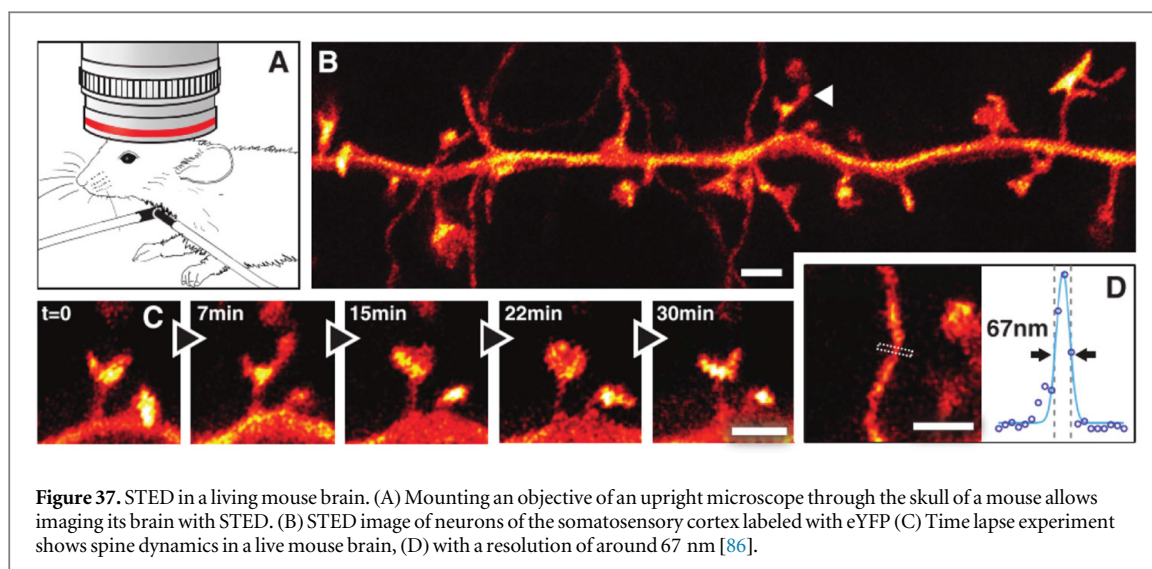 A
B
t=0
C
7min
15min
22min
30min
D
67nm
Figure 37. STED in a living mouse brain. (A) Mounting an objective of an upright microscope through the skull of a mouse allows
imaging its brain with STED. (B) STED image of neurons of the somatosensory cortex labeled with eYFP (C) Time lapse experiment
shows spine dynamics in a live mouse brain, (D) with a resolution of around 67 nm [86].